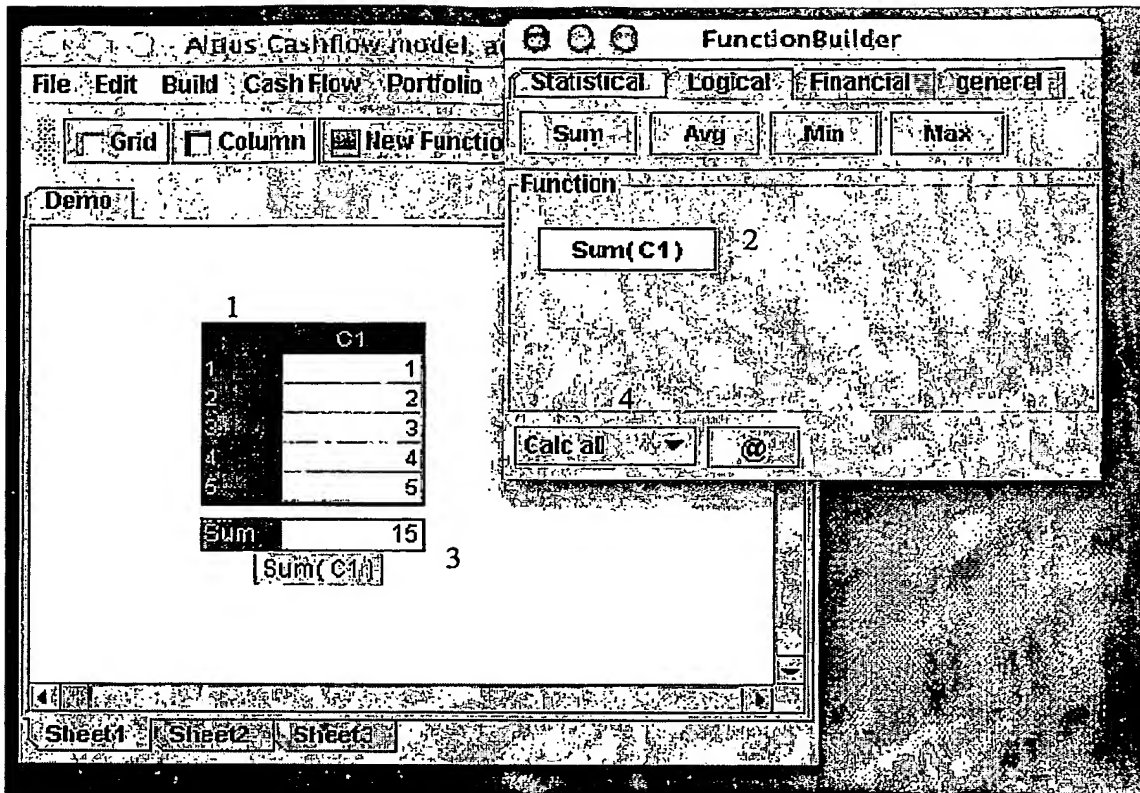 Cashflow model, a
File Edit Build Cash Flow Portfolio
Grid Column New Functio
Demo
1
C1
1 1
2 2
3 3
4 4
5 5
Sum 15
Sum(C1) 3
Sheet1 Sheet2 Sheet3
FunctionBuilder
Statistical Logical Financial generel
Sum Avg Min Max
Function
Sum(C1) 2
4
Calc all @